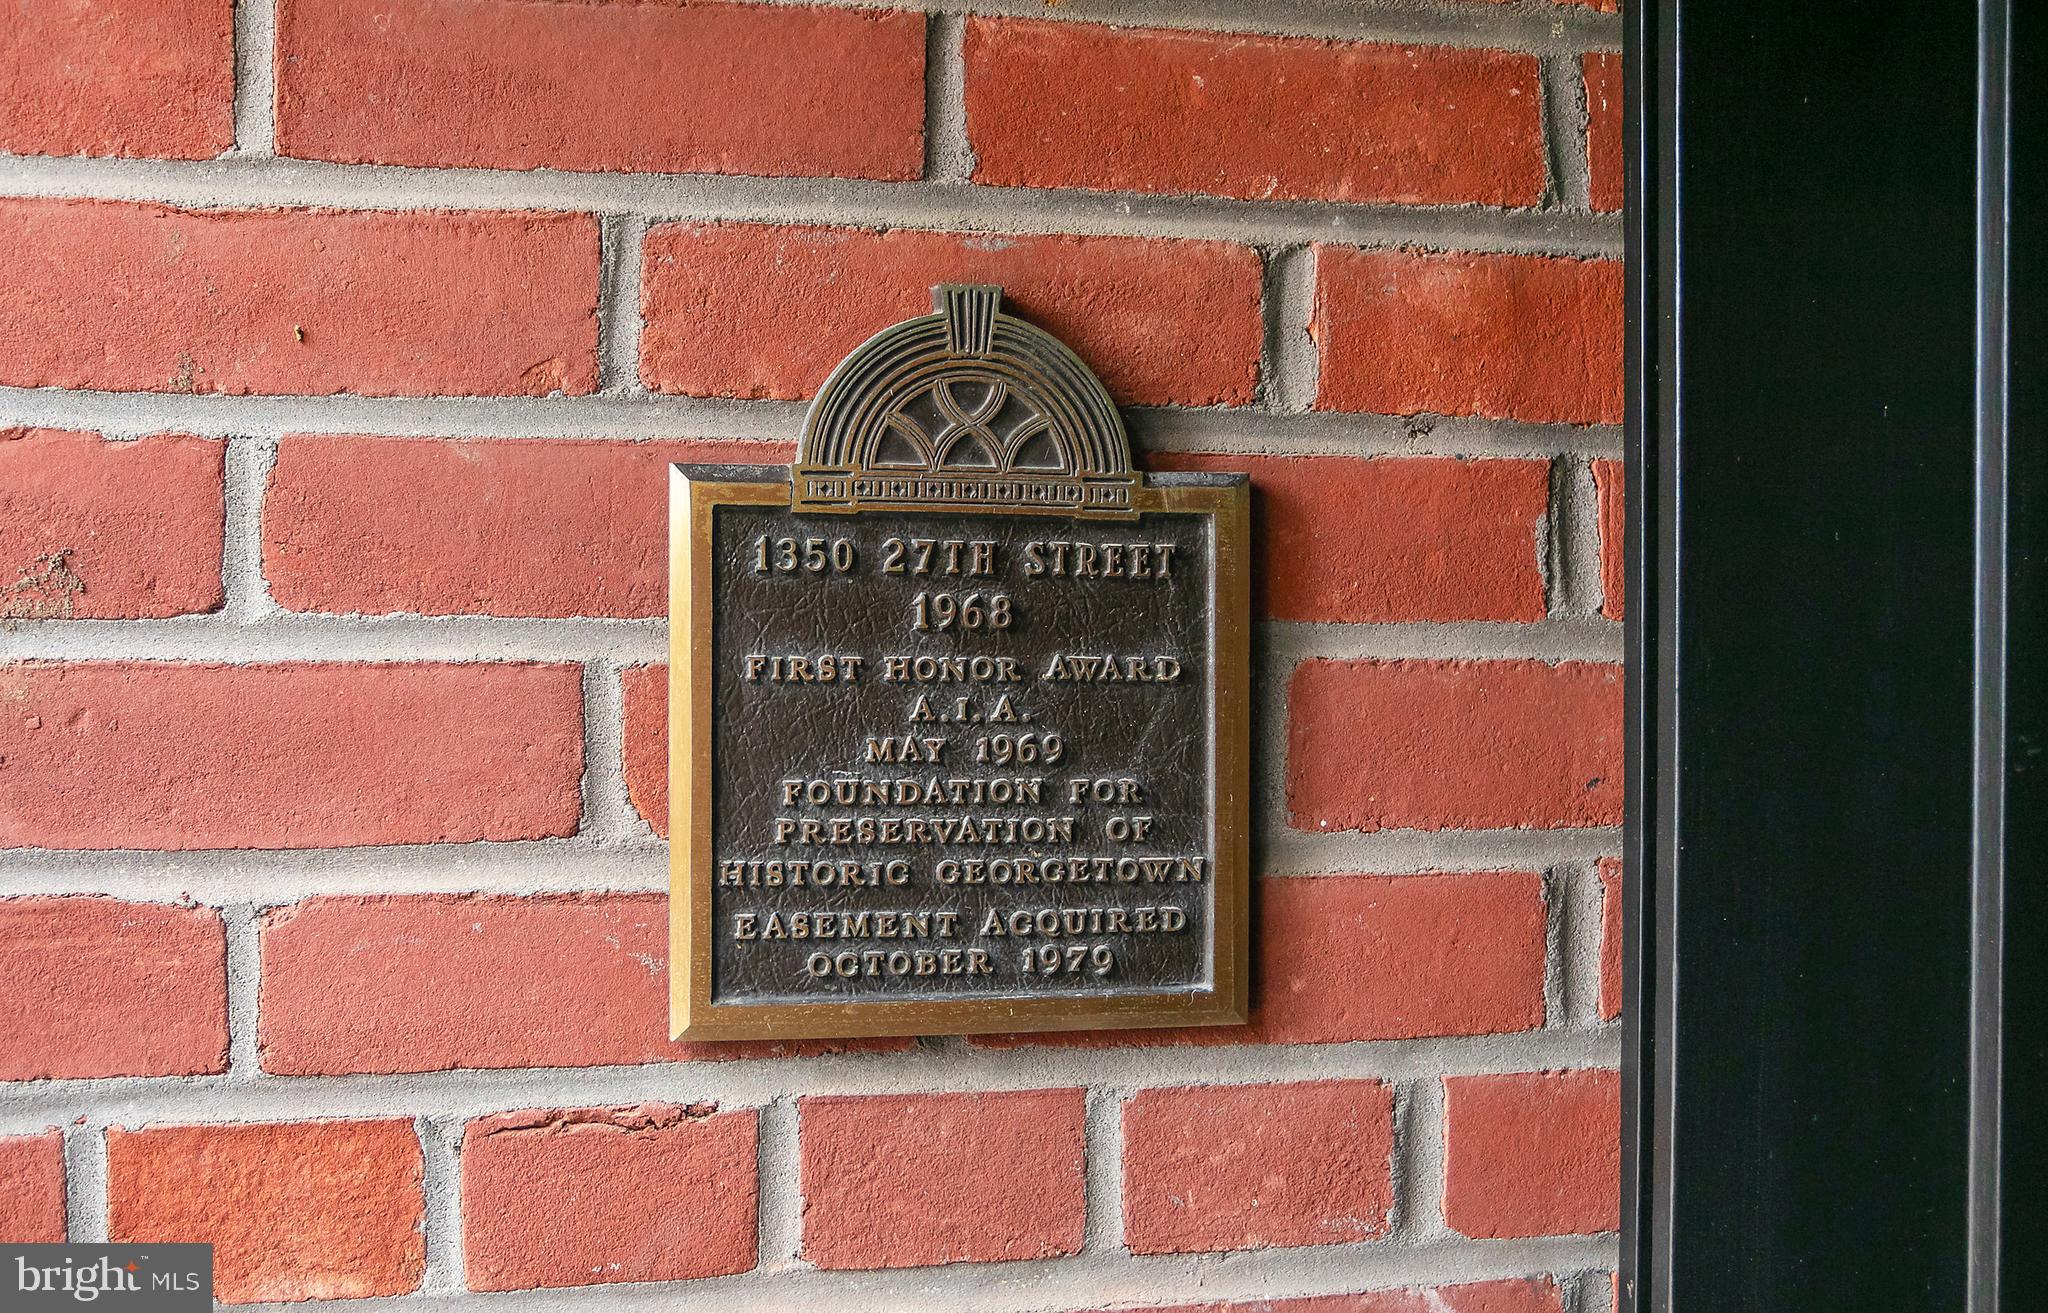 1350 27TH STREET
1968
FIRST HONOR AWARD
A.I.A.
MAY 1969
FOUNDATION FOR
PRESERVATION OF
HISTORIC GEORGETOWN
EASEMENT ACQUIRED
OCTOBER 1979
bright™ MLS